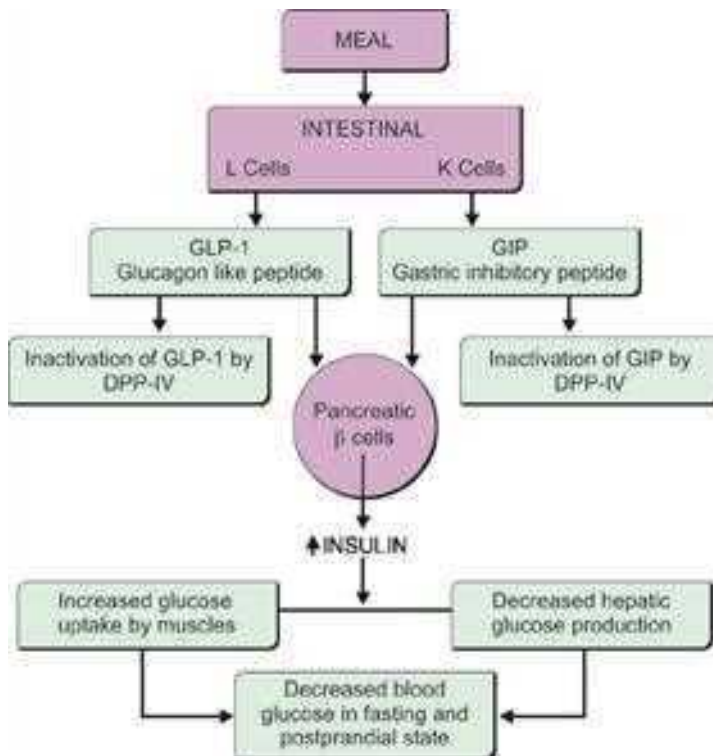 MEAL
INTESTINAL
L Cells K Cells
GLP-1
Glucagon like peptide
GIP
Gastric inhibitory peptide
Inactivation of GLP-1 by
DPP-IV
Inactivation of GIP by
DPP-IV
Pancreatic
β cells
↑INSULIN
Increased glucose
uptake by muscles
Decreased hepatic
glucose production
Decreased blood
glucose in fasting and
postprandial state